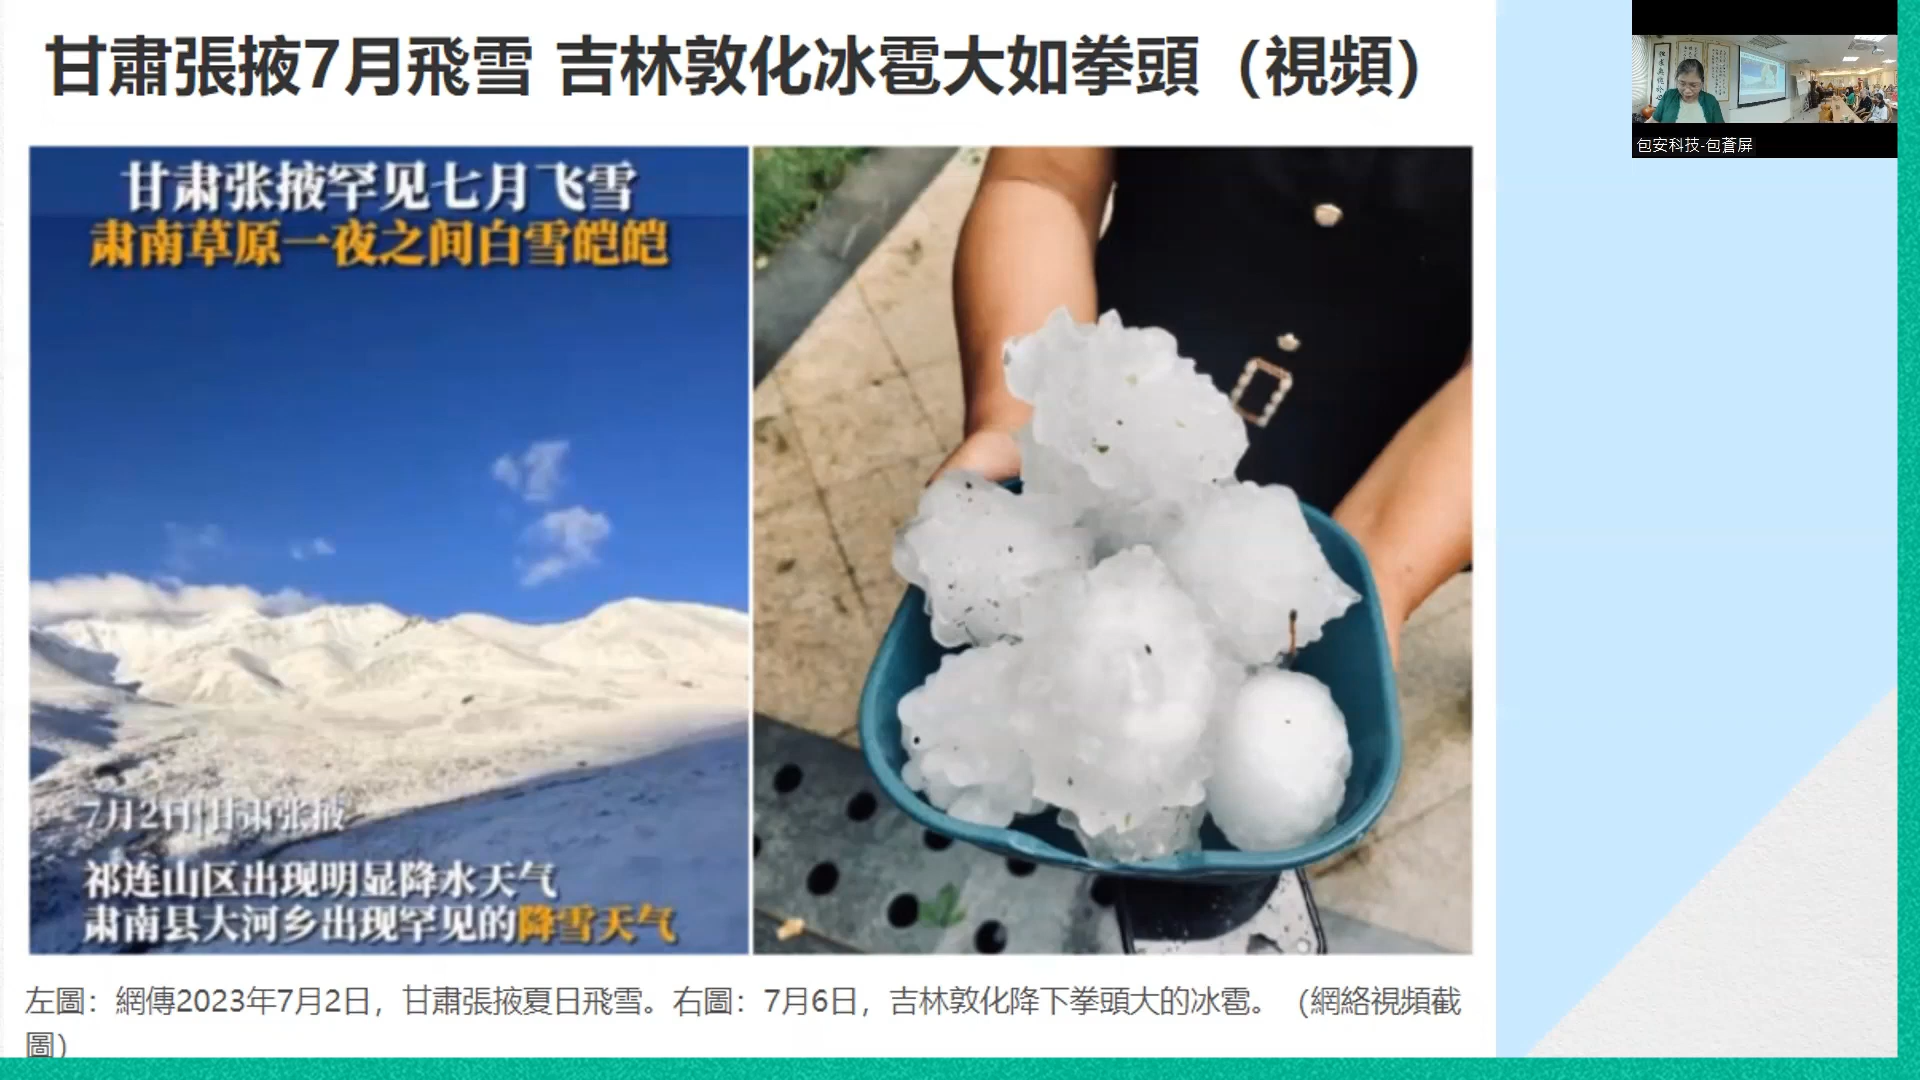 甘肅張掖7月飛雪 吉林敦化冰雹大如拳頭（視頻）
包安科技-包蒼屏
甘肃张掖罕见七月飞雪
肃南草原一夜之间白雪皑皑
7月2日|甘肃张掖
祁连山区出现明显降水天气
肃南县大河乡出现罕见的降雪天气
左圖：網傳2023年7月2日，甘肅張掖夏日飛雪。右圖：7月6日，吉林敦化降下拳頭大的冰雹。（網絡視頻截
圖）